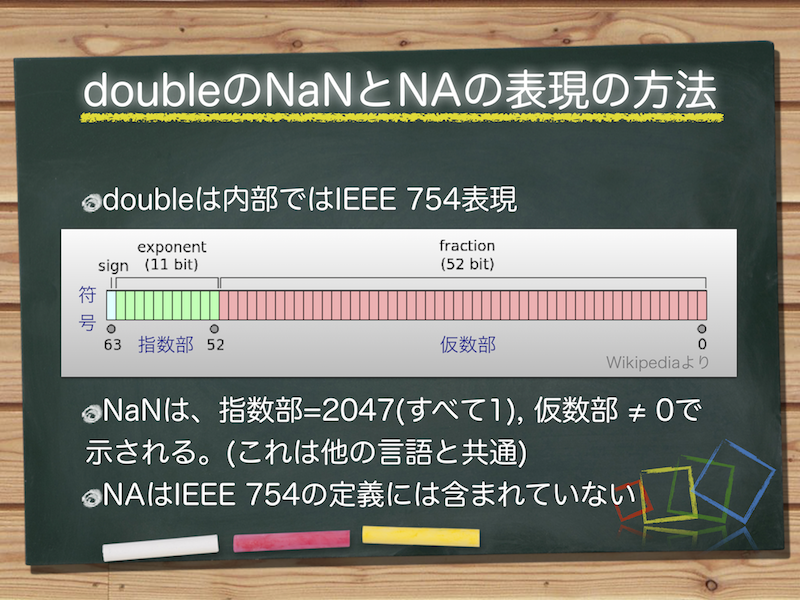 doubleのNaNとNAの表現の方法
doubleは内部ではIEEE 754表現
sign
exponent
(11 bit)
fraction
(52 bit)
符
号
63
指数部
52
仮数部
0
Wikipediaより
NaNは、指数部=2047(すべて1), 仮数部 ≠ 0で
示される。(これは他の言語と共通)
NAはIEEE 754の定義には含まれていない